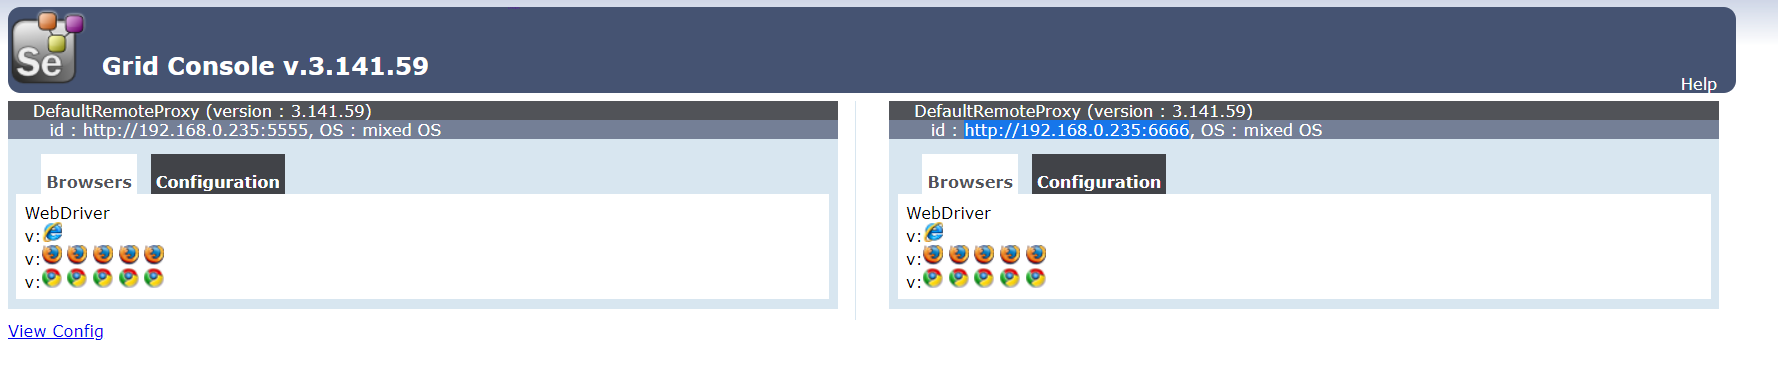 Se
Grid Console v.3.141.59
Help
DefaultRemoteProxy (version : 3.141.59)
id : http://192.168.0.235:5555, OS : mixed OS
Browsers
Configuration
WebDriver
v:
v:
v:
DefaultRemoteProxy (version : 3.141.59)
id : http://192.168.0.235:6666, OS : mixed OS
Browsers
Configuration
WebDriver
v:
v:
v:
View Config